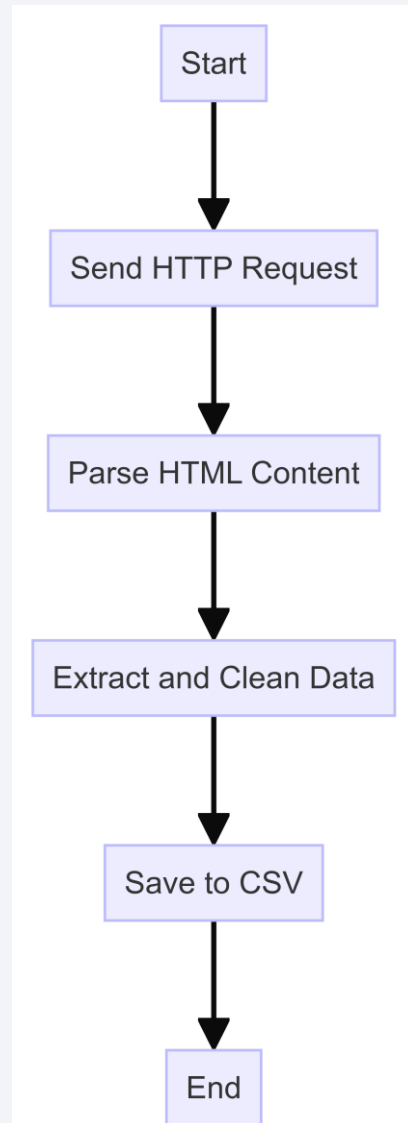 Start
Send HTTP Request
Parse HTML Content
Extract and Clean Data
Save to CSV
End